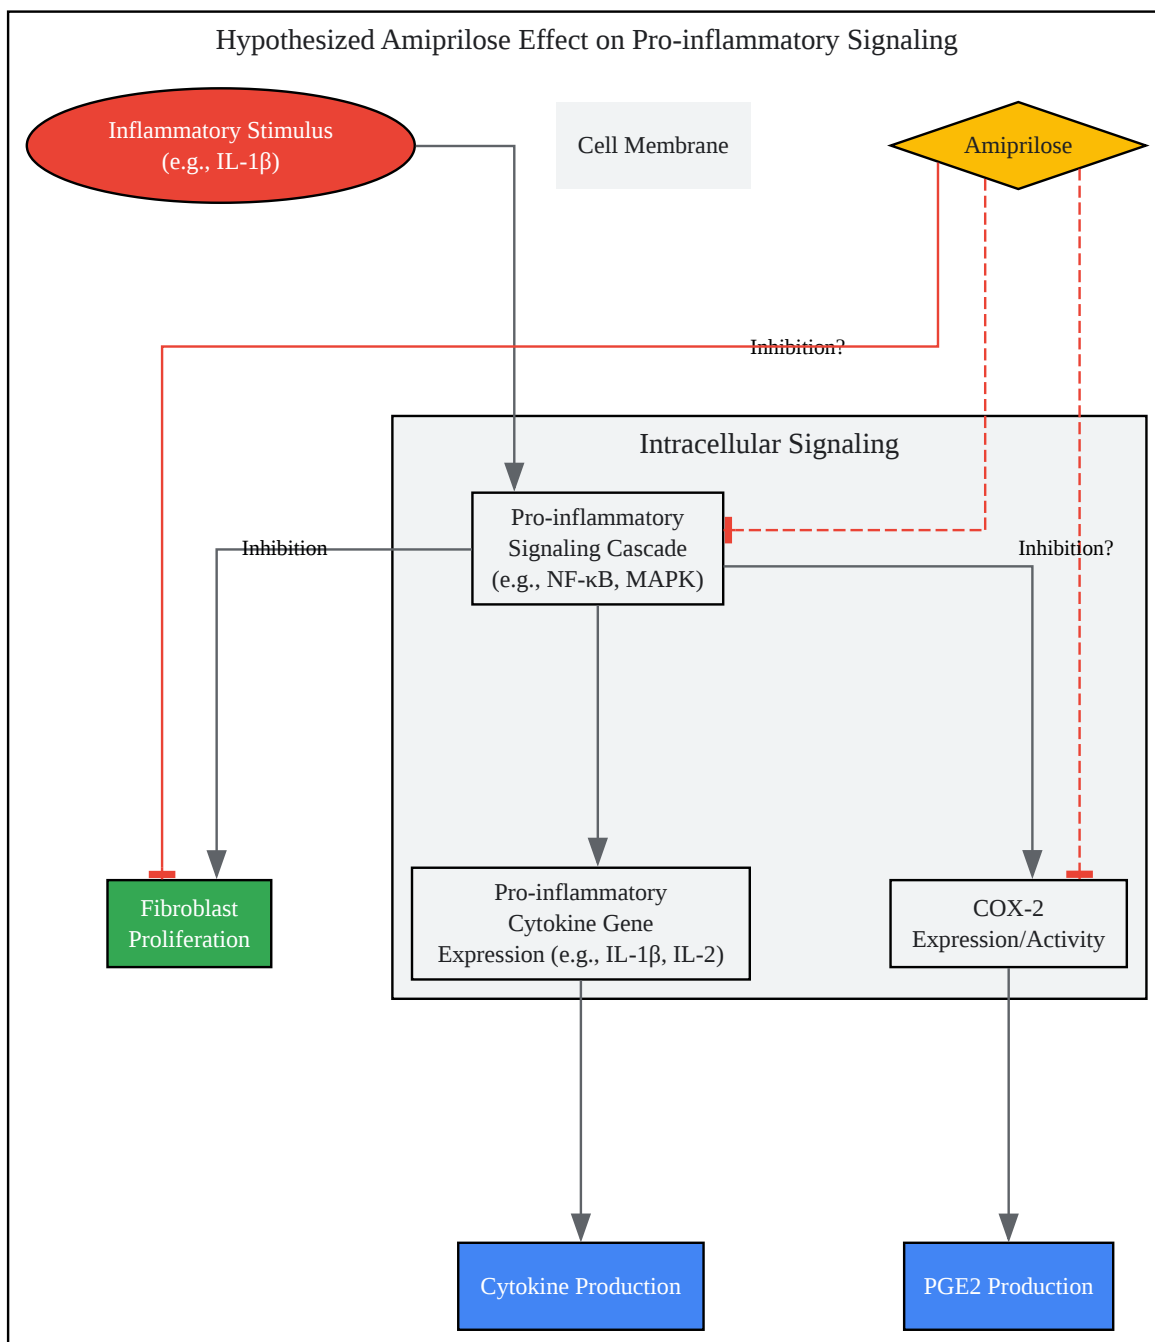 Hypothesized Amiprilose Effect on Pro-inflammatory Signaling
Inflammatory Stimulus
(e.g., IL-1β)
Cell Membrane
Amiprilose
Inhibition?
Intracellular Signaling
Pro-inflammatory
Signaling Cascade
(e.g., NF-κB, MAPK)
Inhibition
Inhibition?
Fibroblast
Proliferation
Pro-inflammatory
Cytokine Gene
Expression (e.g., IL-1β, IL-2)
COX-2
Expression/Activity
Cytokine Production
PGE2 Production